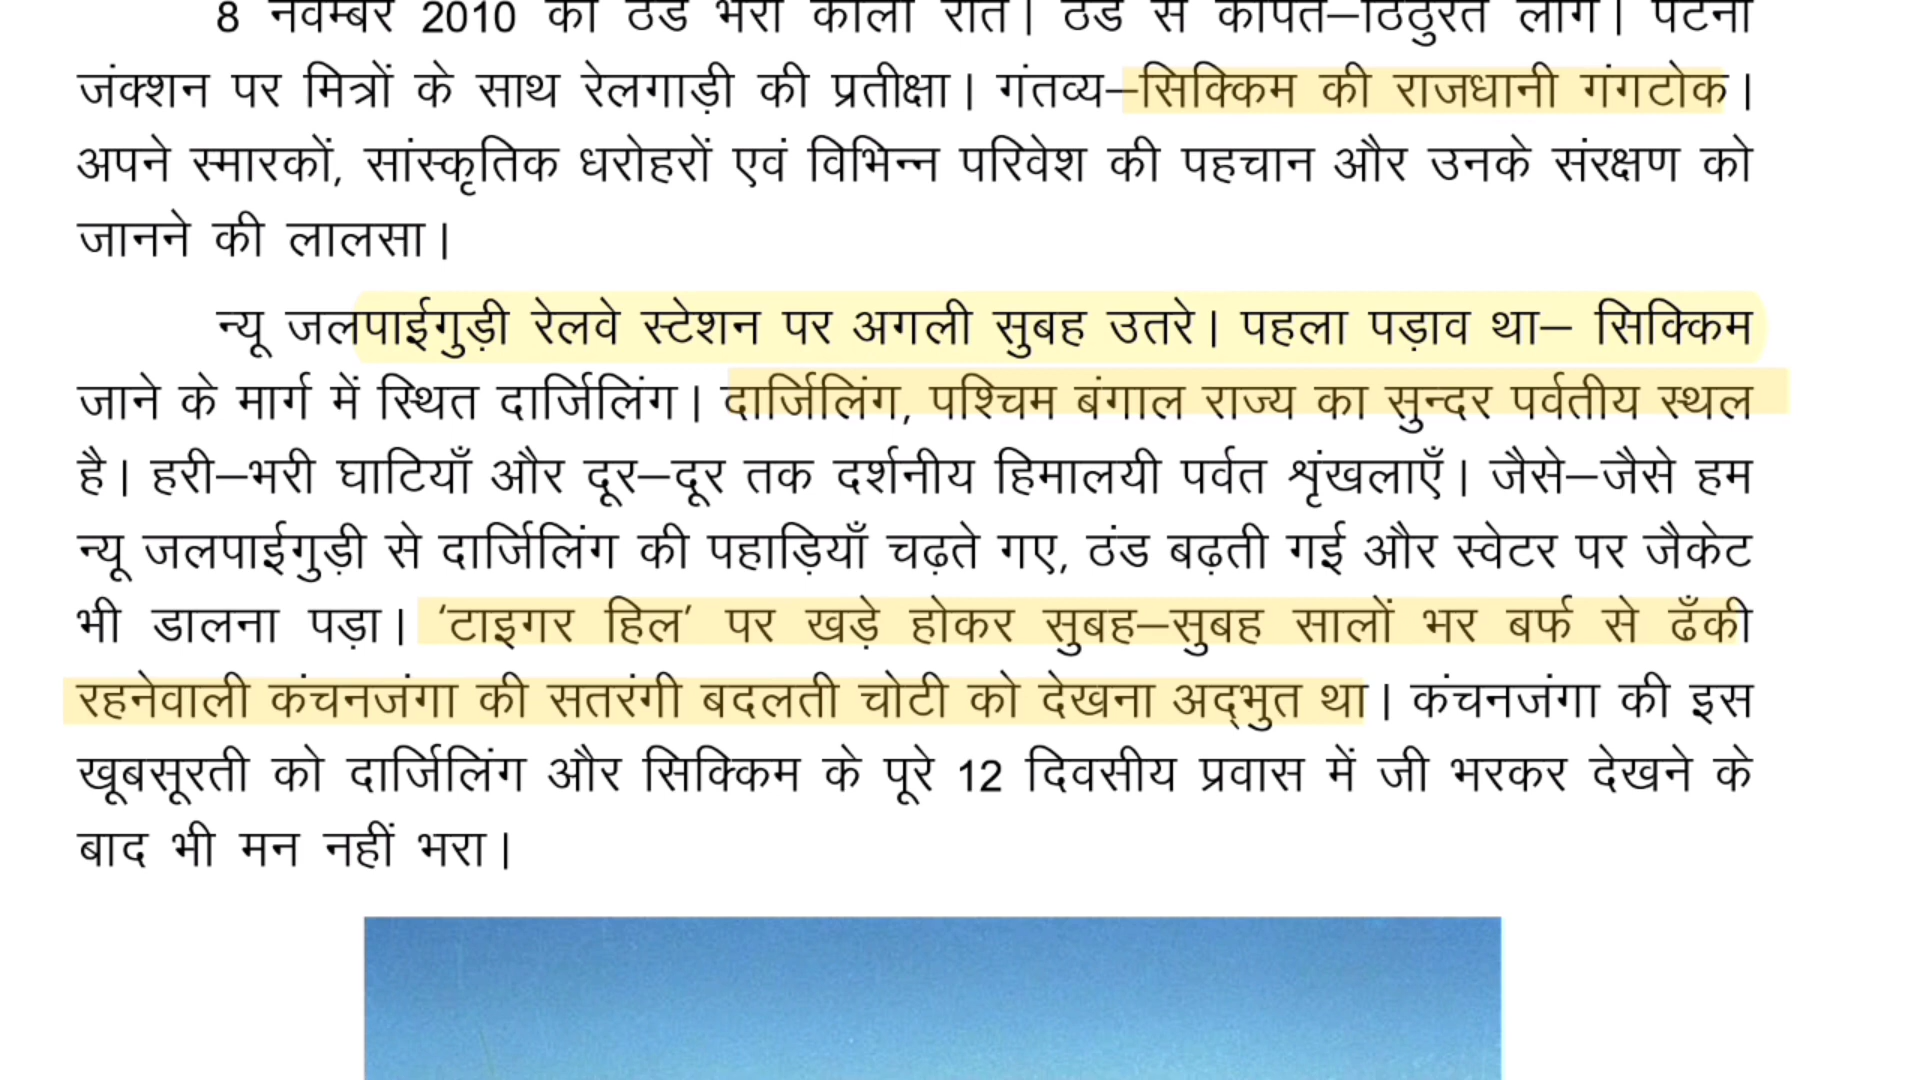 8 नवम्बर 2010 की ठंड भरी काली रात। ठंड से काँपते–ठिठुरते लोग। पटना
जंक्शन पर मित्रों के साथ रेलगाड़ी की प्रतीक्षा। गंतव्य–सिक्किम की राजधानी गंगटोक।
अपने स्मारकों, सांस्कृतिक धरोहरों एवं विभिन्न परिवेश की पहचान और उनके संरक्षण को
जानने की लालसा।
न्यू जलपाईगुड़ी रेलवे स्टेशन पर अगली सुबह उतरे। पहला पड़ाव था– सिक्किम
जाने के मार्ग में स्थित दार्जिलिंग। दार्जिलिंग, पश्चिम बंगाल राज्य का सुन्दर पर्वतीय स्थल
है। हरी–भरी घाटियाँ और दूर–दूर तक दर्शनीय हिमालयी पर्वत शृंखलाएँ। जैसे–जैसे हम
न्यू जलपाईगुड़ी से दार्जिलिंग की पहाड़ियाँ चढ़ते गए, ठंड बढ़ती गई और स्वेटर पर जैकेट
भी डालना पड़ा। ‘टाइगर हिल’ पर खड़े होकर सुबह–सुबह सालों भर बर्फ से ढँकी
रहनेवाली कंचनजंगा की सतरंगी बदलती चोटी को देखना अद्‌भुत था। कंचनजंगा की इस
खूबसूरती को दार्जिलिंग और सिक्किम के पूरे 12 दिवसीय प्रवास में जी भरकर देखने के
बाद भी मन नहीं भरा।